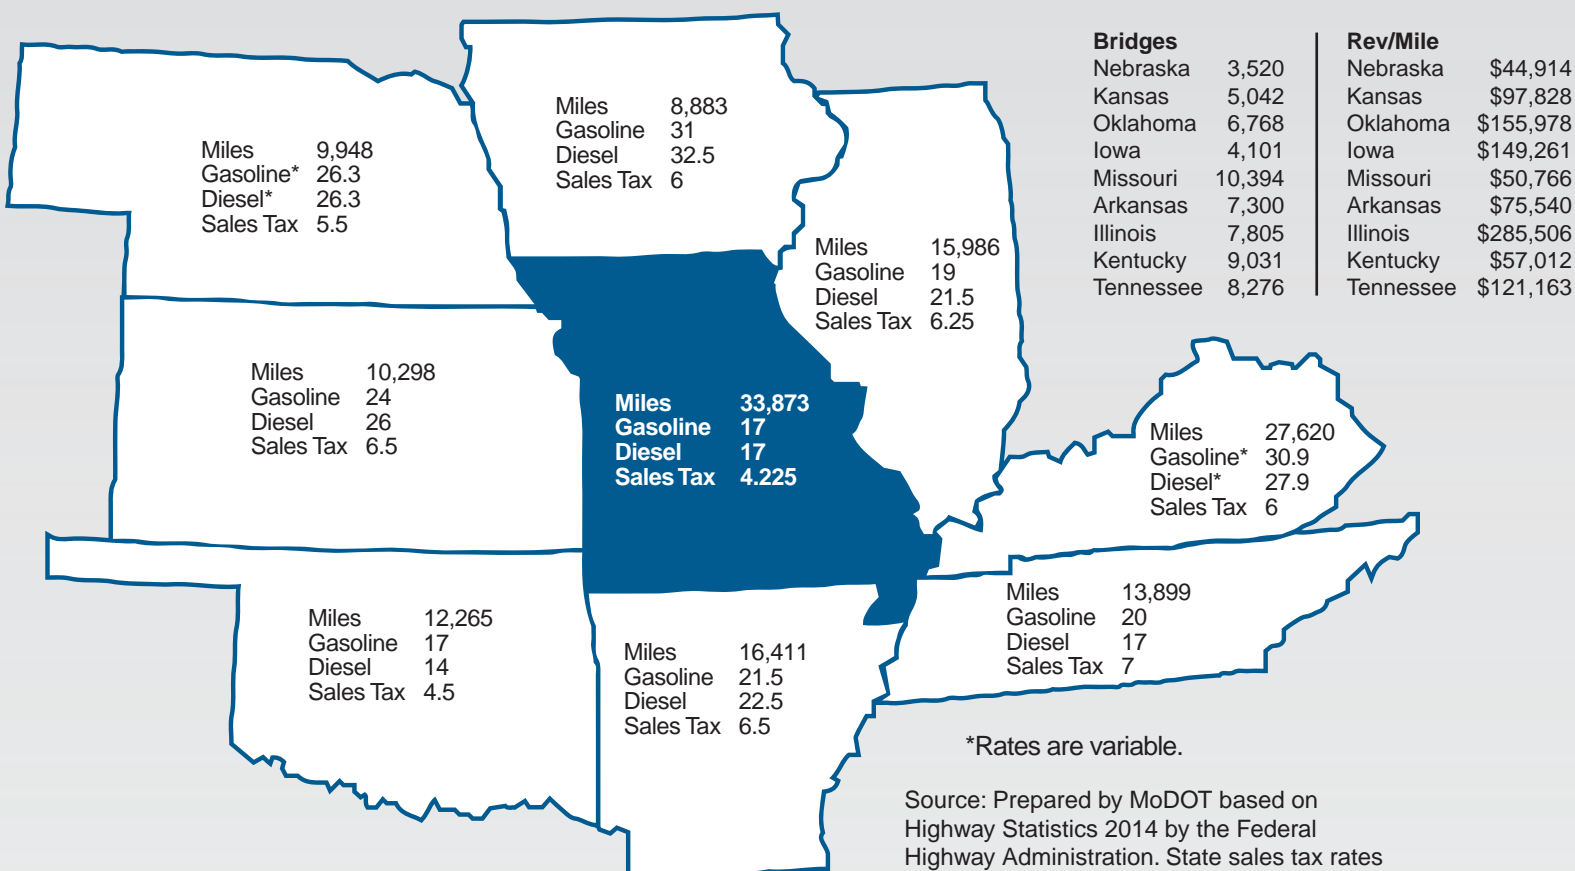 Bridges
Nebraska 3,520
Kansas 5,042
Oklahoma 6,768
Iowa 4,101
Missouri 10,394
Arkansas 7,300
Illinois 7,805
Kentucky 9,031
Tennessee 8,276
Rev/Mile
Nebraska $44,914
Kansas $97,828
Oklahoma $155,978
Iowa $149,261
Missouri $50,766
Arkansas $75,540
Illinois $285,506
Kentucky $57,012
Tennessee $121,163
Miles 9,948
Gasoline* 26.3
Diesel* 26.3
Sales Tax 5.5
Miles 8,883
Gasoline 31
Diesel 32.5
Sales Tax 6
Miles 15,986
Gasoline 19
Diesel 21.5
Sales Tax 6.25
Miles 10,298
Gasoline 24
Diesel 26
Sales Tax 6.5
Miles 33,873
Gasoline 17
Diesel 17
Sales Tax 4.225
Miles 27,620
Gasoline* 30.9
Diesel* 27.9
Sales Tax 6
Miles 12,265
Gasoline 17
Diesel 14
Sales Tax 4.5
Miles 16,411
Gasoline 21.5
Diesel 22.5
Sales Tax 6.5
Miles 13,899
Gasoline 20
Diesel 17
Sales Tax 7
*Rates are variable.
Source: Prepared by MoDOT based on
Highway Statistics 2014 by the Federal
Highway Administration. State sales tax rates